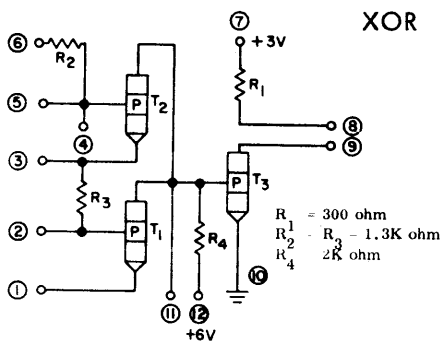 XOR
⑦
+3V
⑥
R2
R1
⑤
P T2
④
⑧
③
⑨
R3
P T3
②
P T1
R4
R1 = 300 ohm
R2 - R3 - 1.3K ohm
R4 2K ohm
①
⑩
⑪ ⑫
+6V